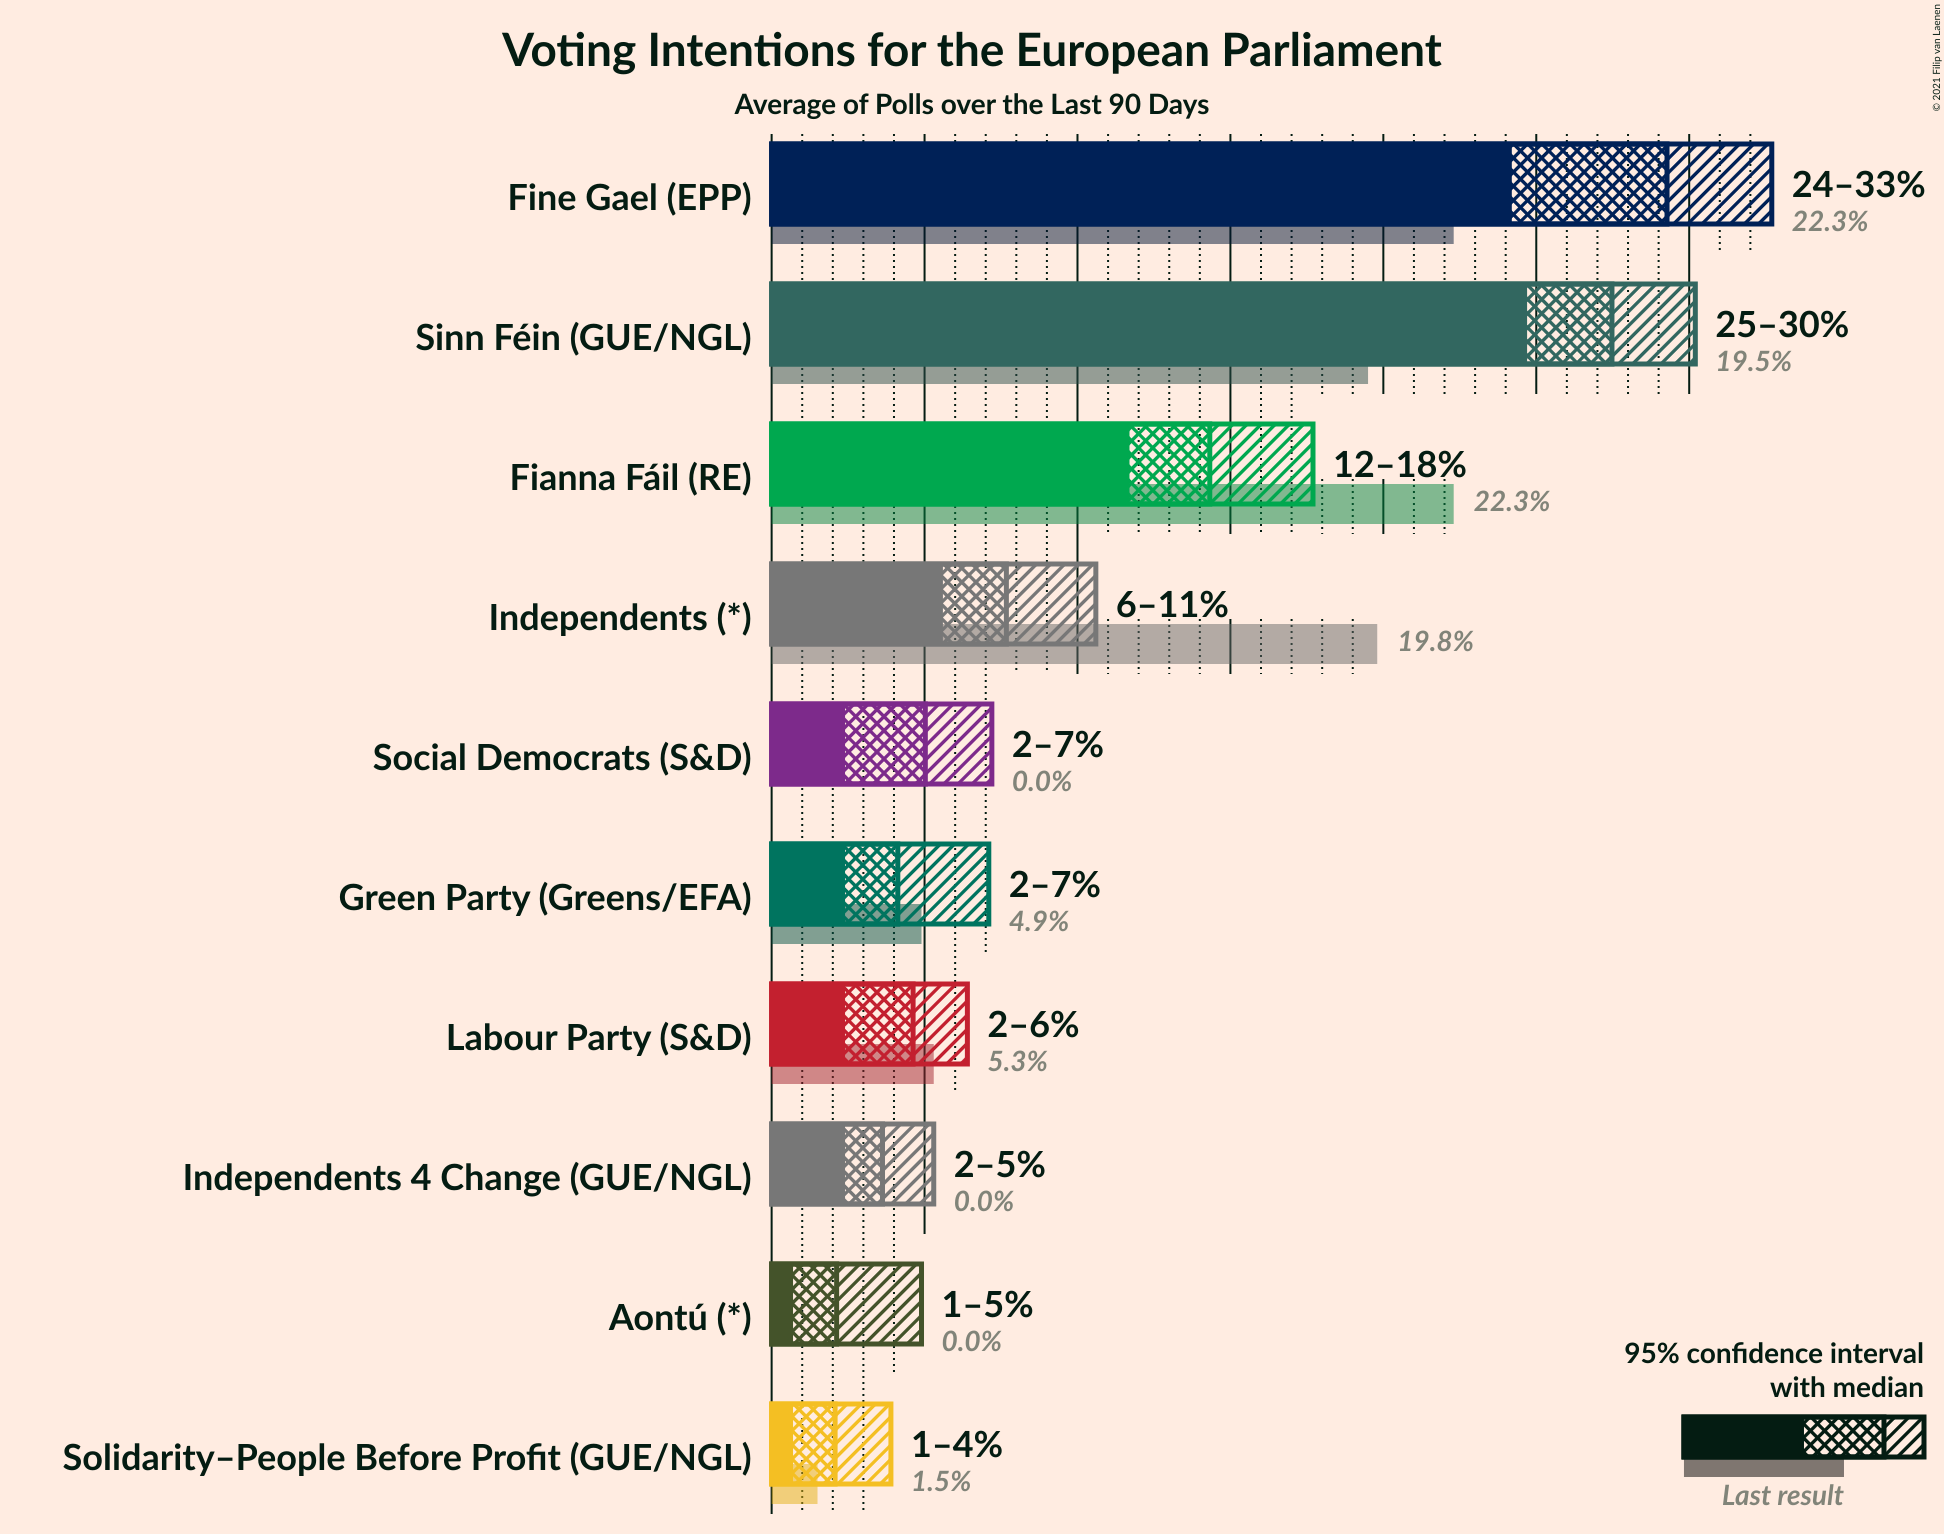 Voting Intentions for the European Parliament
Average of Polls over the Last 90 Days
© 2021 Filip van Laenen
Fine Gael (EPP)
24–33%
22.3%
Sinn Féin (GUE/NGL)
25–30%
19.5%
Fianna Fáil (RE)
12–18%
22.3%
Independents (*)
6–11%
19.8%
Social Democrats (S&D)
2–7%
0.0%
Green Party (Greens/EFA)
2–7%
4.9%
Labour Party (S&D)
2–6%
5.3%
Independents 4 Change (GUE/NGL)
2–5%
0.0%
Aontú (*)
1–5%
0.0%
Solidarity–People Before Profit (GUE/NGL)
1–4%
1.5%
95% confidence interval
with median
Last result